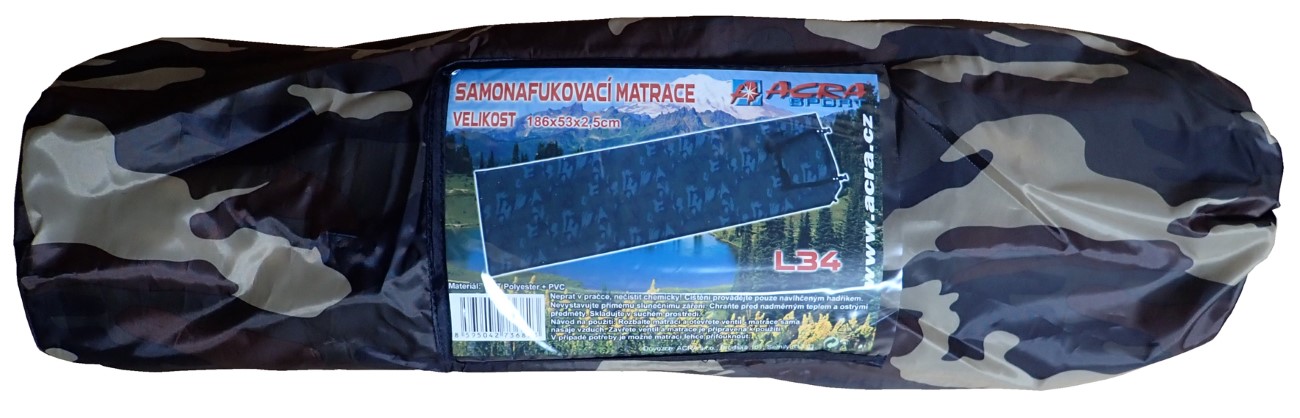 SAMONAFUKOVACÍ MATRACE
ACRA
SPORT
VELIKOST 186x53x2,5cm
www.acra.cz
L34
Materiál: Polyester + PVC
Neprat v pračce, nečistit chemicky! Čištění provádějte pouze navlhčeným hadříkem.
Nevystavujte přímému slunečnímu záření. Chraňte před nadměrným teplem a ostrými
předměty. Skladujte v suchém prostředí.
Návod na použití: Rozbalte matraci a otevřete ventil - matrace sama
nasaje vzduch. Zavřete ventil a matrace je připravena k použití.
V případě potřeby je možné matraci lehce přifouknout.